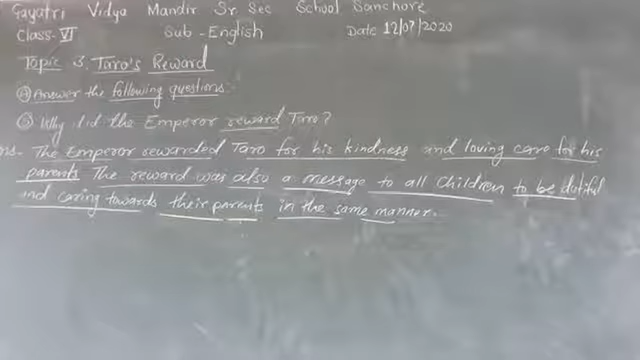 Gayatri Vidya Mandir Sr. Sec School Sanchore
Class-VI Sub-English Date 12/07/2020
Topic 3. Taro's Reward
Ⓐ Answer the following questions.
Why did the Emperor reward Taro?
Ans- The Emperor rewarded Taro for his kindness and loving care for his
parents The reward was also a message to all children to be dutiful
and caring towards their parents in the same manner.